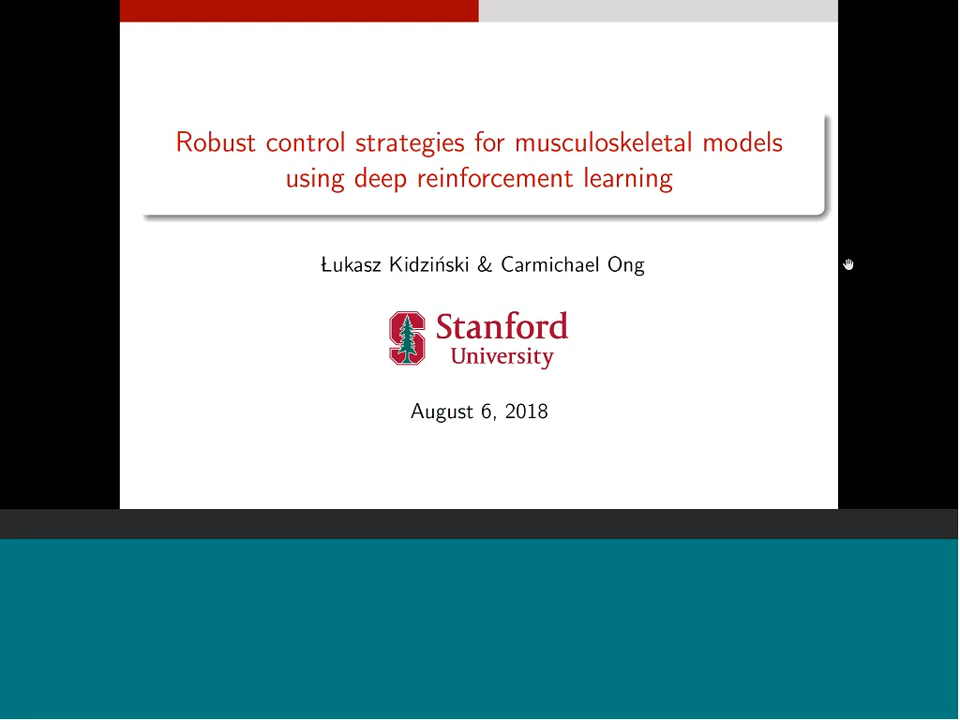 Robust control strategies for musculoskeletal models
using deep reinforcement learning
Łukasz Kidziński & Carmichael Ong
Stanford
University
August 6, 2018